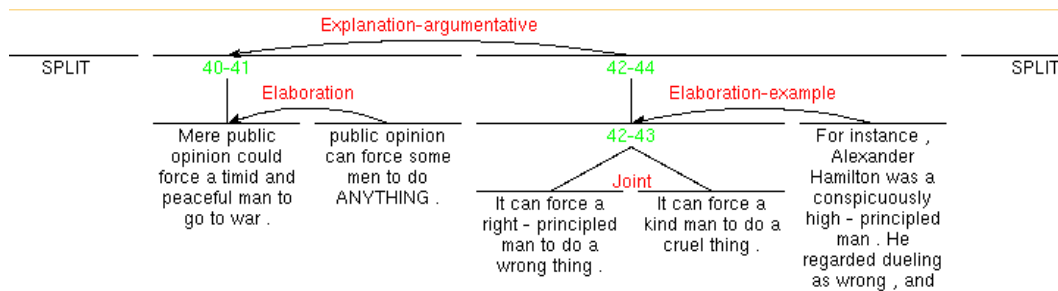 Explanation-argumentative
SPLIT
40-41
42-44
SPLIT
Elaboration
Elaboration-example
Mere public
opinion could
force a timid and
peaceful man to
go to war .
public opinion
can force some
men to do
ANYTHING .
42-43
Joint
It can force a
right - principled
man to do a
wrong thing .
It can force a
kind man to do a
cruel thing .
For instance ,
Alexander
Hamilton was a
conspicuously
high - principled
man . He
regarded dueling
as wrong , and